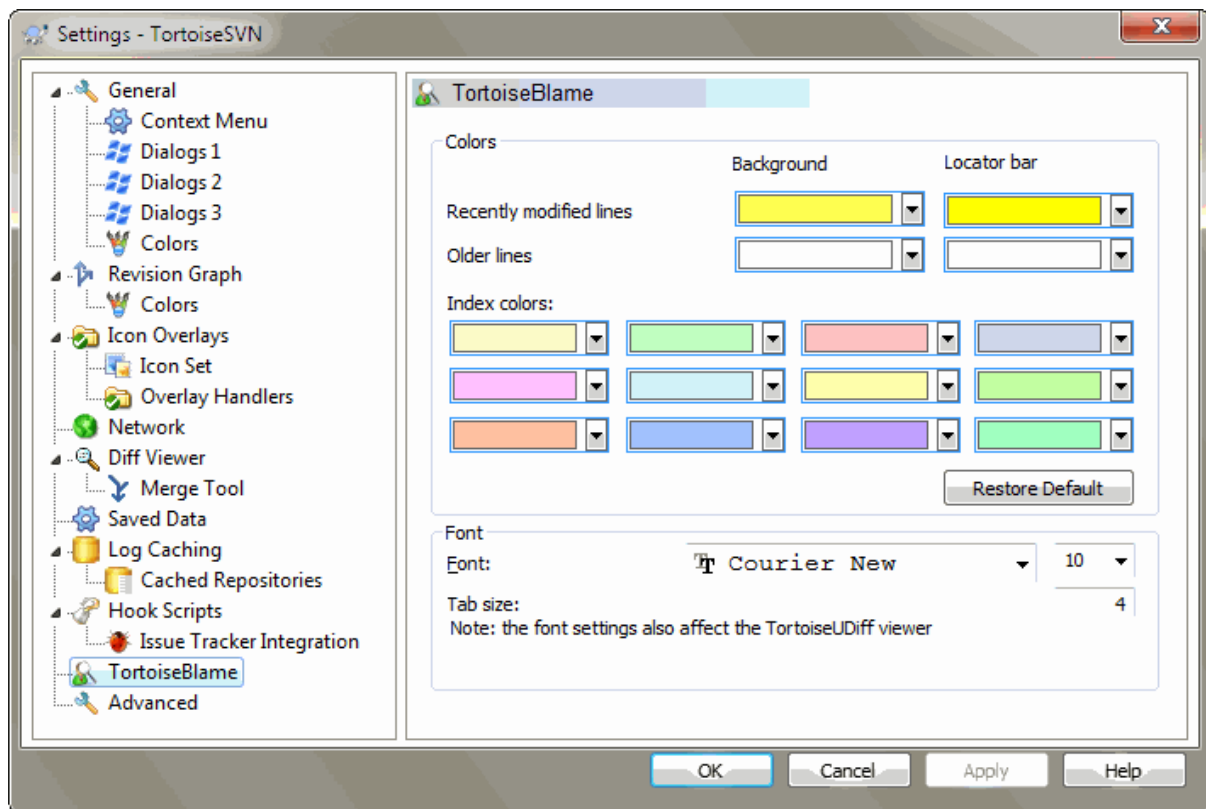 Settings - TortoiseSVN
General
Context Menu
Dialogs 1
Dialogs 2
Dialogs 3
Colors
Revision Graph
Colors
Icon Overlays
Icon Set
Overlay Handlers
Network
Diff Viewer
Merge Tool
Saved Data
Log Caching
Cached Repositories
Hook Scripts
Issue Tracker Integration
TortoiseBlame
Advanced
TortoiseBlame
Colors
Background Locator bar
Recently modified lines
Older lines
Index colors:
Restore Default
Font
Font: Courier New 10
Tab size: 4
Note: the font settings also affect the TortoiseUDiff viewer
OK Cancel Apply Help